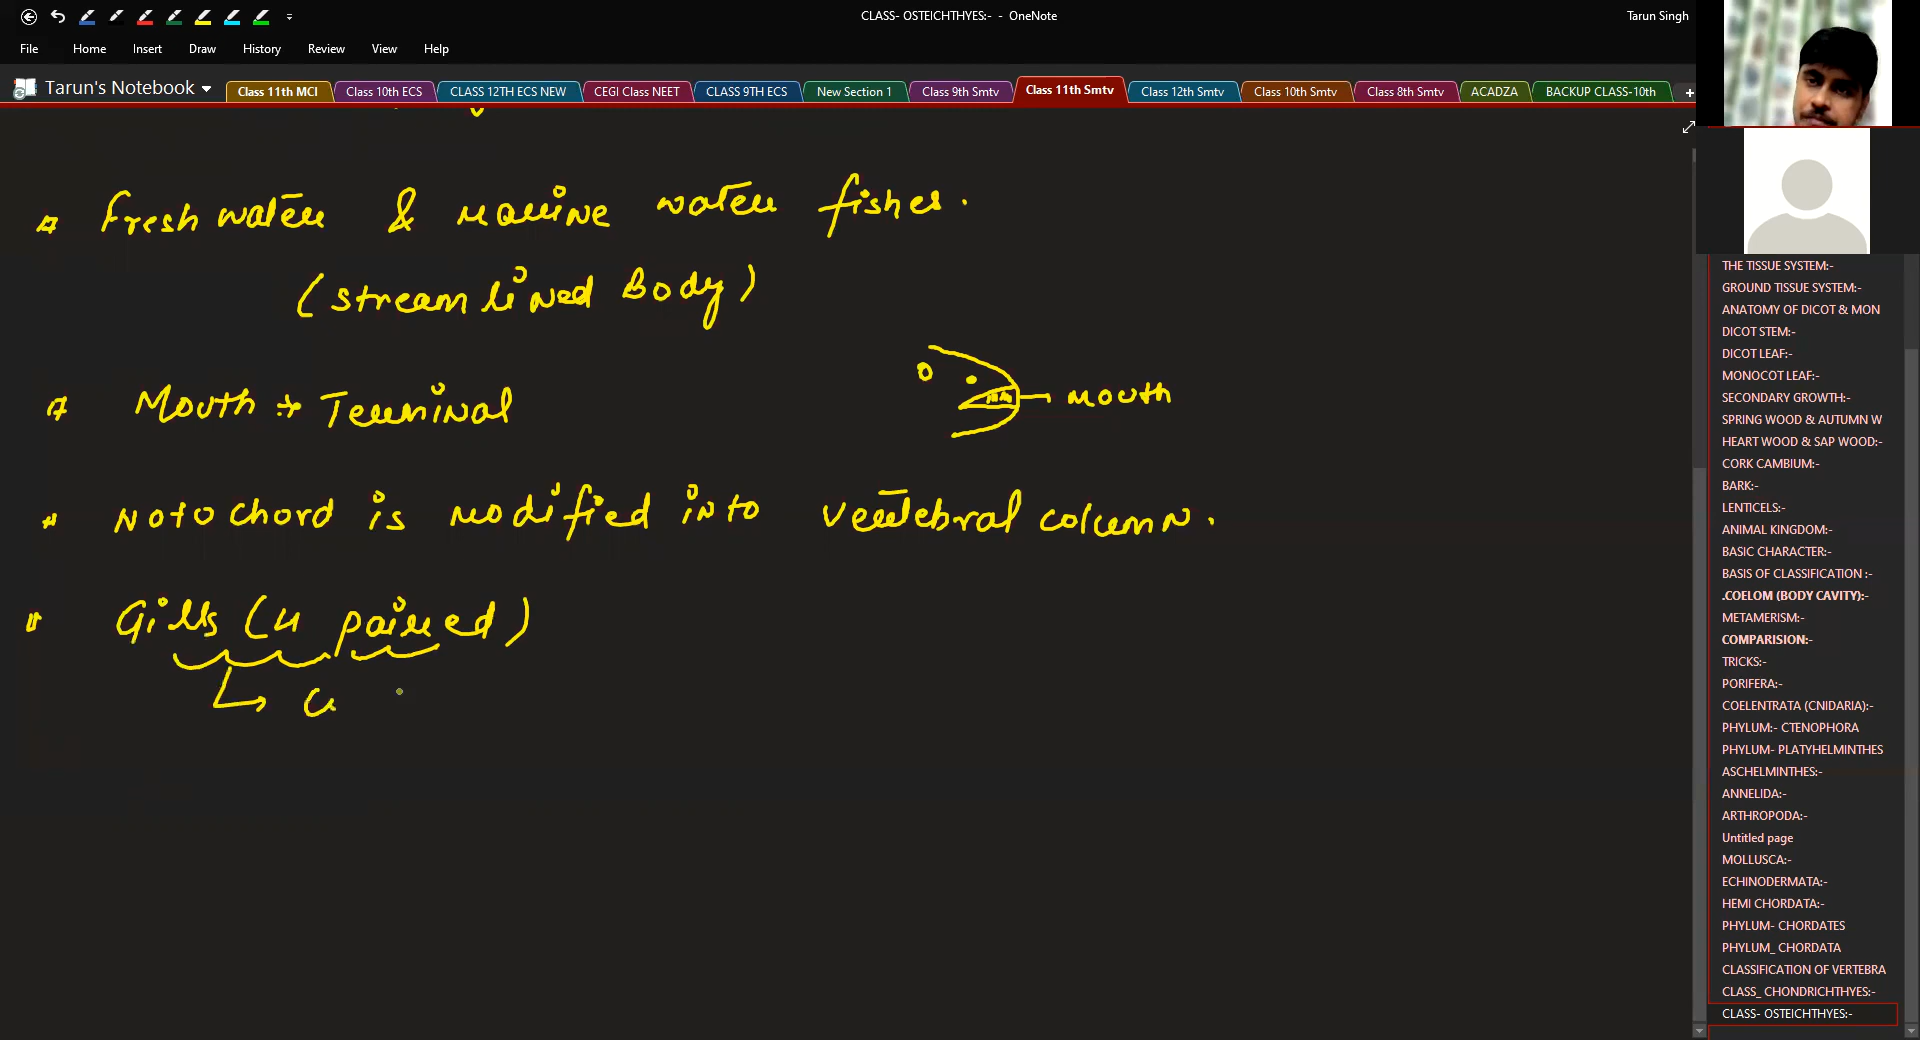 CLASS- OSTEICHTHYES:- - OneNote
Tarun Singh
File Home Insert Draw History Review View Help
Tarun's Notebook
Class 11th MCI Class 10th ECS CLASS 12TH ECS NEW CEGI Class NEET CLASS 9TH ECS New Section 1 Class 9th Smtv Class 11th Smtv Class 12th Smtv Class 10th Smtv Class 8th Smtv ACADZA BACKUP CLASS-10th
Fresh water & marine water fishes.
(streamlined Body)
Mouth → Terminal
mouth
Notochord is modified into vertebral column.
Gills (4 paired)
THE TISSUE SYSTEM:-
GROUND TISSUE SYSTEM:-
ANATOMY OF DICOT & MON
DICOT STEM:-
DICOT LEAF:-
MONOCOT LEAF:-
SECONDARY GROWTH:-
SPRING WOOD & AUTUMN W
HEART WOOD & SAP WOOD:-
CORK CAMBIUM:-
BARK:-
LENTICELS:-
ANIMAL KINGDOM:-
BASIC CHARACTER:-
BASIS OF CLASSIFICATION :-
.COELOM (BODY CAVITY):-
METAMERISM:-
COMPARISION:-
TRICKS:-
PORIFERA:-
COELENTRATA (CNIDARIA):-
PHYLUM:- CTENOPHORA
PHYLUM- PLATYHELMINTHES
ASCHELMINTHES:-
ANNELIDA:-
ARTHROPODA:-
Untitled page
MOLLUSCA:-
ECHINODERMATA:-
HEMI CHORDATA:-
PHYLUM- CHORDATES
PHYLUM_ CHORDATA
CLASSIFICATION OF VERTEBRA
CLASS_ CHONDRICHTHYES:-
CLASS- OSTEICHTHYES:-